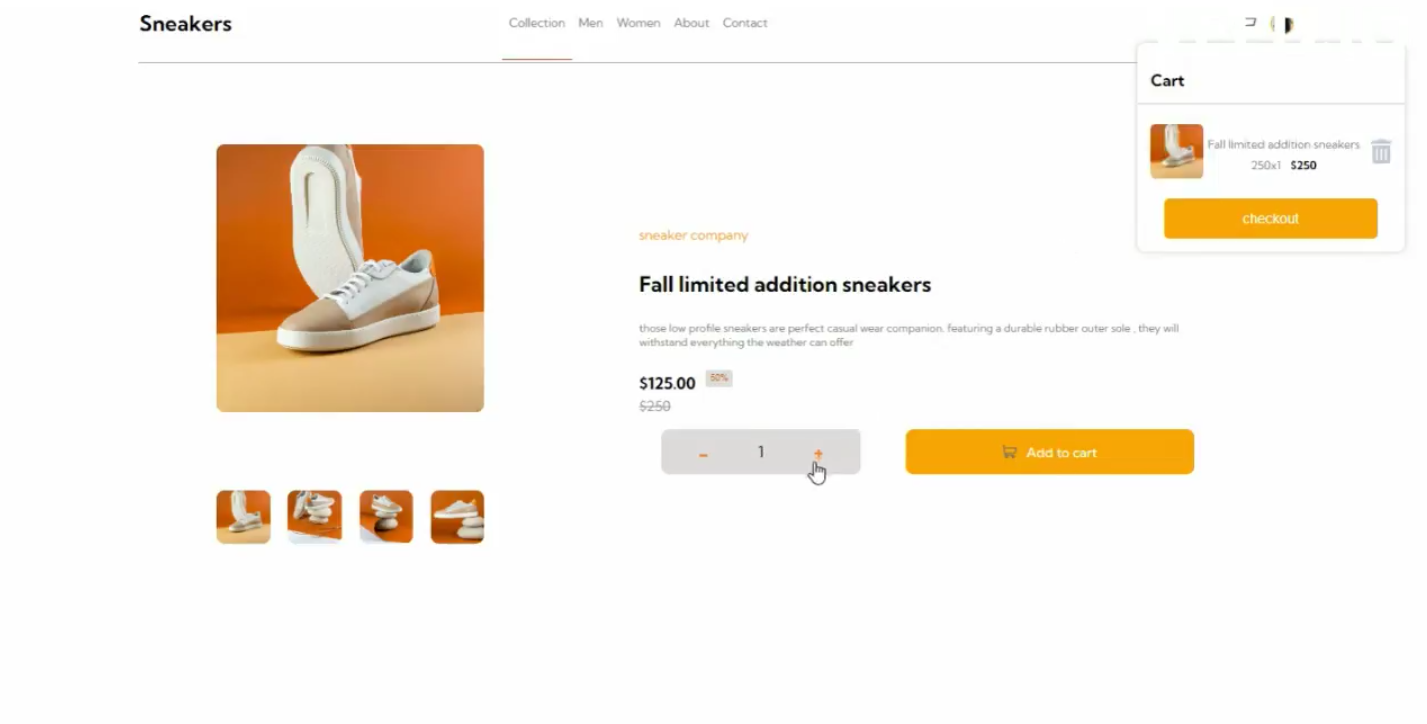 Sneakers
Collection Men Women About Contact
Cart
Fall limited addition sneakers
250x1 $250
checkout
sneaker company
Fall limited addition sneakers
those low profile sneakers are perfect casual wear companion. featuring a durable rubber outer sole , they will
withstand everything the weather can offer
$125.00 50%
$250
- 1 +
Add to cart